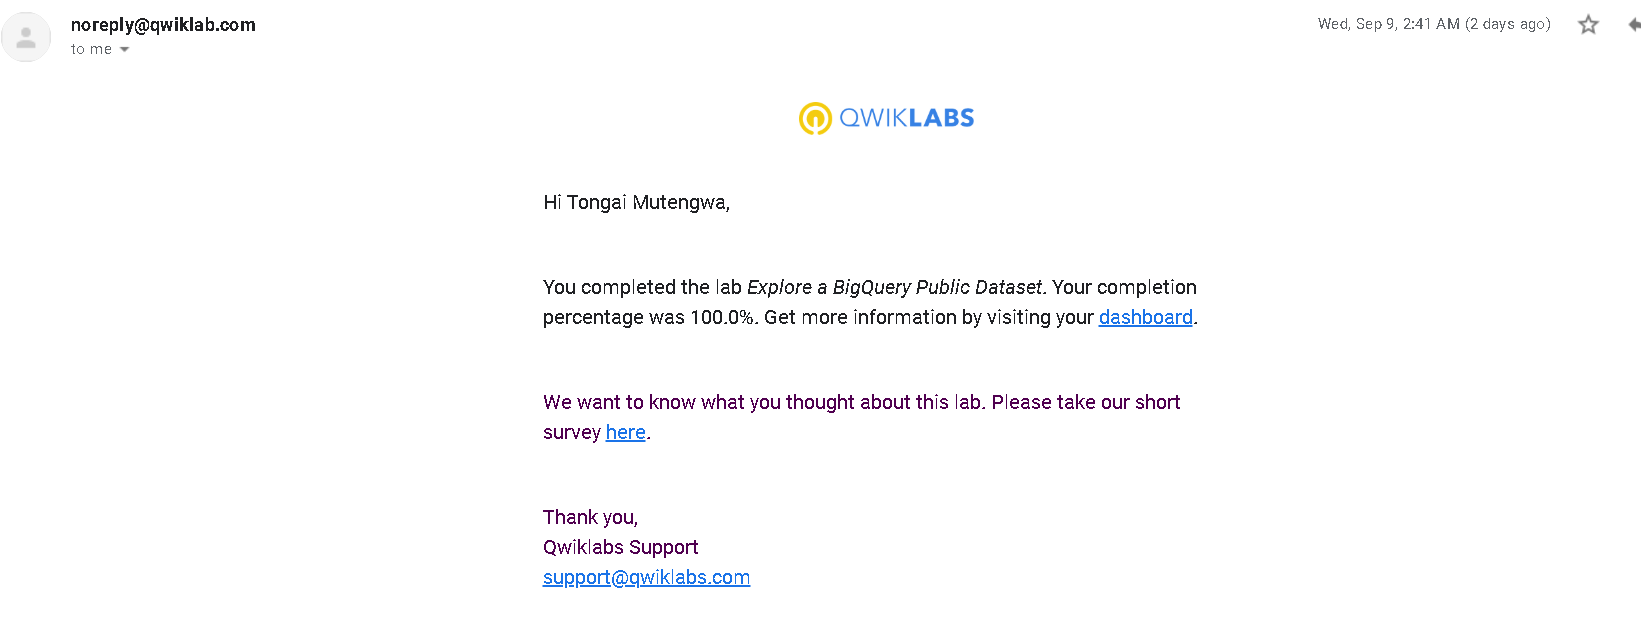 noreply@qwiklab.com
Wed, Sep 9, 2:41 AM (2 days ago)
to me
QWIKLABS
Hi Tongai Mutengwa,
You completed the lab Explore a BigQuery Public Dataset. Your completion
percentage was 100.0%. Get more information by visiting your dashboard.
We want to know what you thought about this lab. Please take our short
survey here.
Thank you,
Qwiklabs Support
support@qwiklabs.com